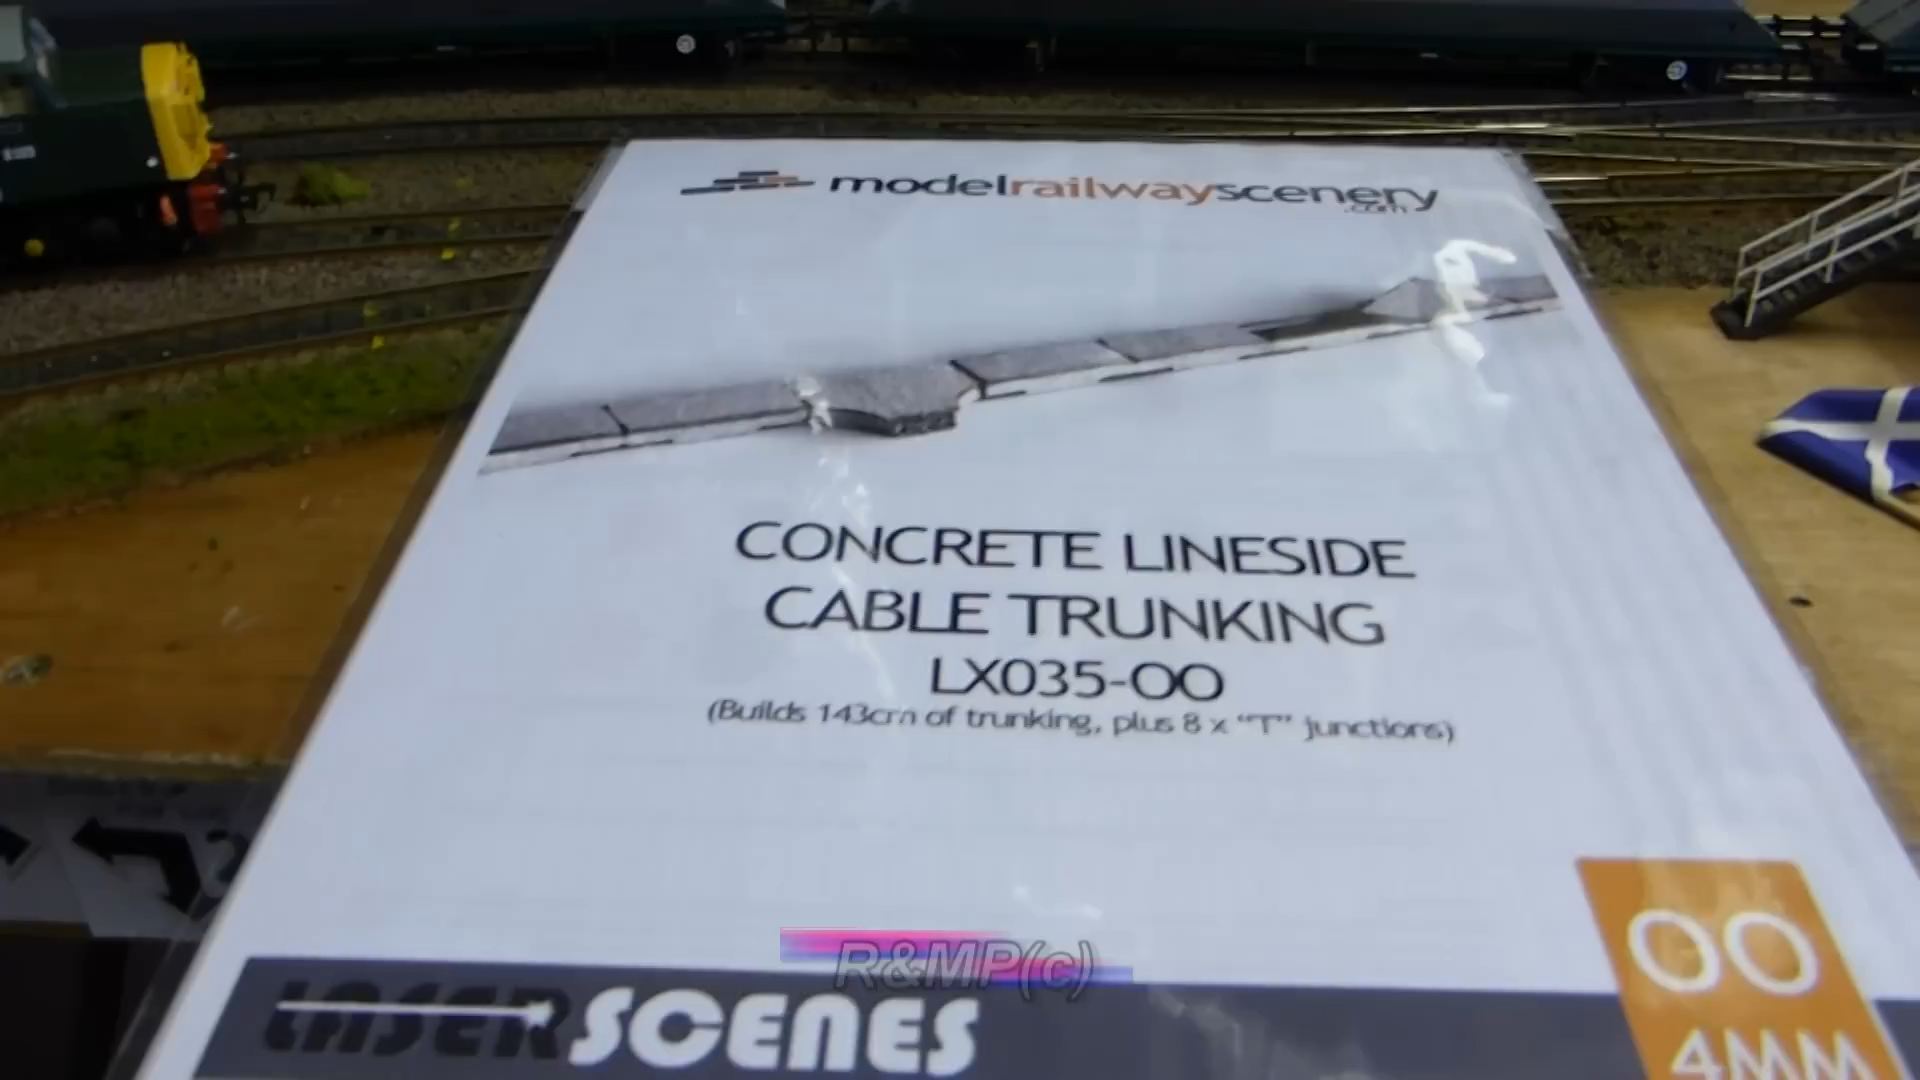 modelrailwayscenery
.com
CONCRETE LINESIDE
CABLE TRUNKING
LX035-OO
(Builds 143cm of trunking, plus 8 x "T" junctions)
R&MP(c)
LASER SCENES
OO
4MM